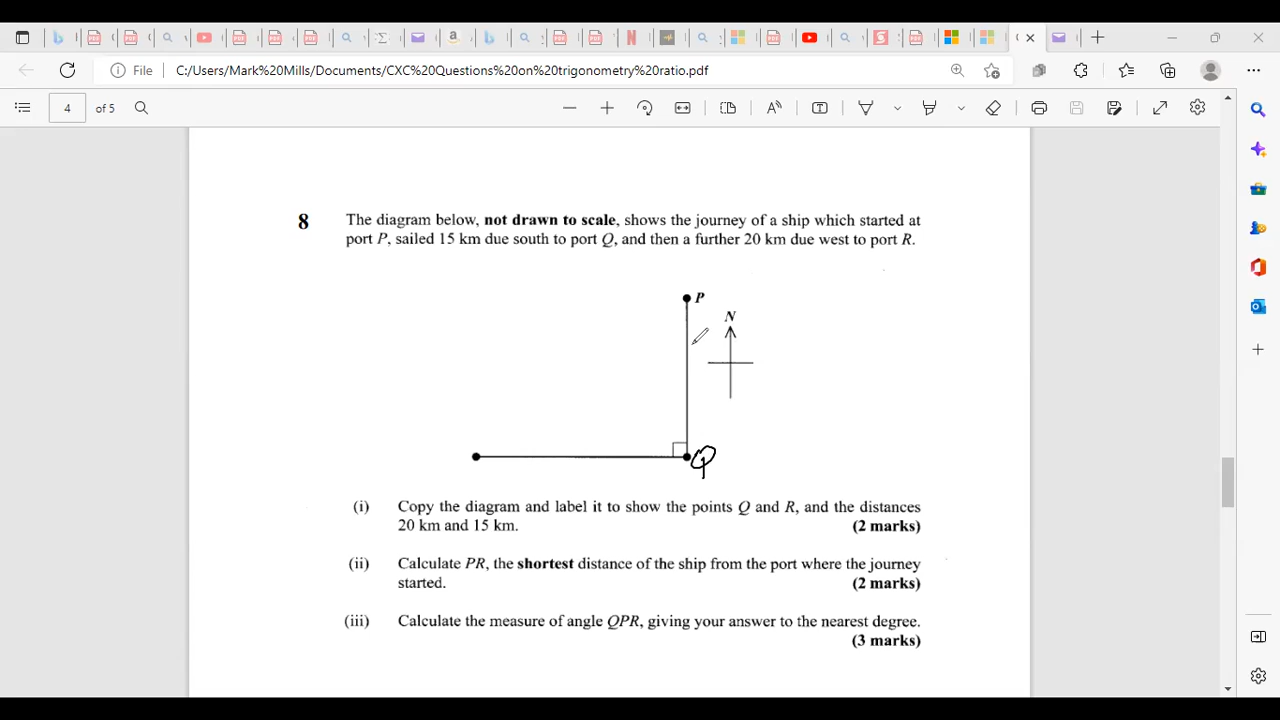 File
C:/Users/Mark%20Mills/Documents/CXC%20Questions%20on%20trigonometry%20ratio.pdf
4
of 5
8
The diagram below, not drawn to scale, shows the journey of a ship which started at
port P, sailed 15 km due south to port Q, and then a further 20 km due west to port R.
P
N
Q
(i) Copy the diagram and label it to show the points Q and R, and the distances
20 km and 15 km. (2 marks)
(ii) Calculate PR, the shortest distance of the ship from the port where the journey
started. (2 marks)
(iii) Calculate the measure of angle QPR, giving your answer to the nearest degree.
(3 marks)